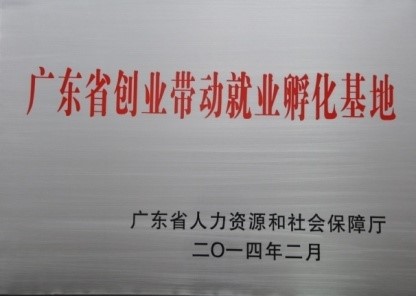 广东省创业带动就业孵化基地
广东省人力资源和社会保障厅
二〇一四年二月